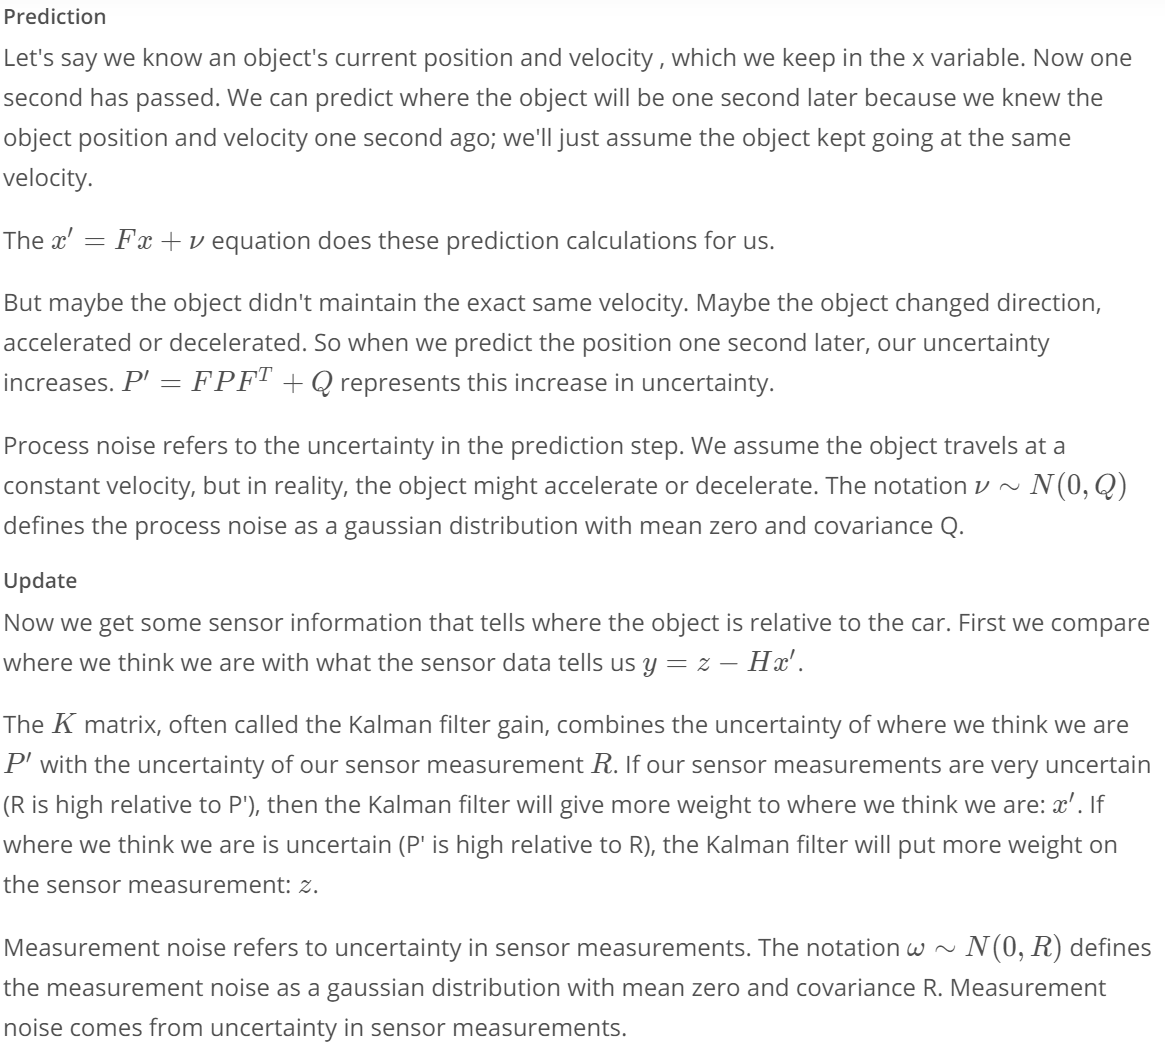 Prediction
Let's say we know an object's current position and velocity , which we keep in the x variable. Now one
second has passed. We can predict where the object will be one second later because we knew the
object position and velocity one second ago; we'll just assume the object kept going at the same
velocity.
The x′ = Fx + ν equation does these prediction calculations for us.
But maybe the object didn't maintain the exact same velocity. Maybe the object changed direction,
accelerated or decelerated. So when we predict the position one second later, our uncertainty
increases. P′ = FPFᵀ + Q represents this increase in uncertainty.
Process noise refers to the uncertainty in the prediction step. We assume the object travels at a
constant velocity, but in reality, the object might accelerate or decelerate. The notation ν ∼ N(0, Q)
defines the process noise as a gaussian distribution with mean zero and covariance Q.
Update
Now we get some sensor information that tells where the object is relative to the car. First we compare
where we think we are with what the sensor data tells us y = z − Hx′.
The K matrix, often called the Kalman filter gain, combines the uncertainty of where we think we are
P′ with the uncertainty of our sensor measurement R. If our sensor measurements are very uncertain
(R is high relative to P'), then the Kalman filter will give more weight to where we think we are: x′. If
where we think we are is uncertain (P' is high relative to R), the Kalman filter will put more weight on
the sensor measurement: z.
Measurement noise refers to uncertainty in sensor measurements. The notation ω ∼ N(0, R) defines
the measurement noise as a gaussian distribution with mean zero and covariance R. Measurement
noise comes from uncertainty in sensor measurements.